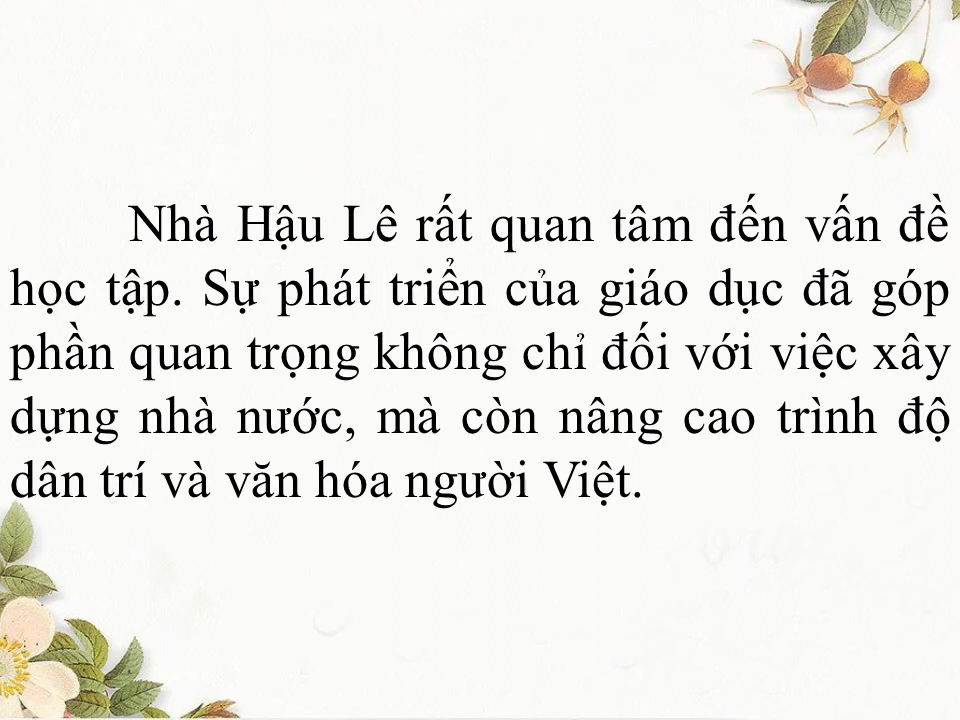 Nhà Hậu Lê rất quan tâm đến vấn đề
học tập. Sự phát triển của giáo dục đã góp
phần quan trọng không chỉ đối với việc xây
dựng nhà nước, mà còn nâng cao trình độ
dân trí và văn hóa người Việt.